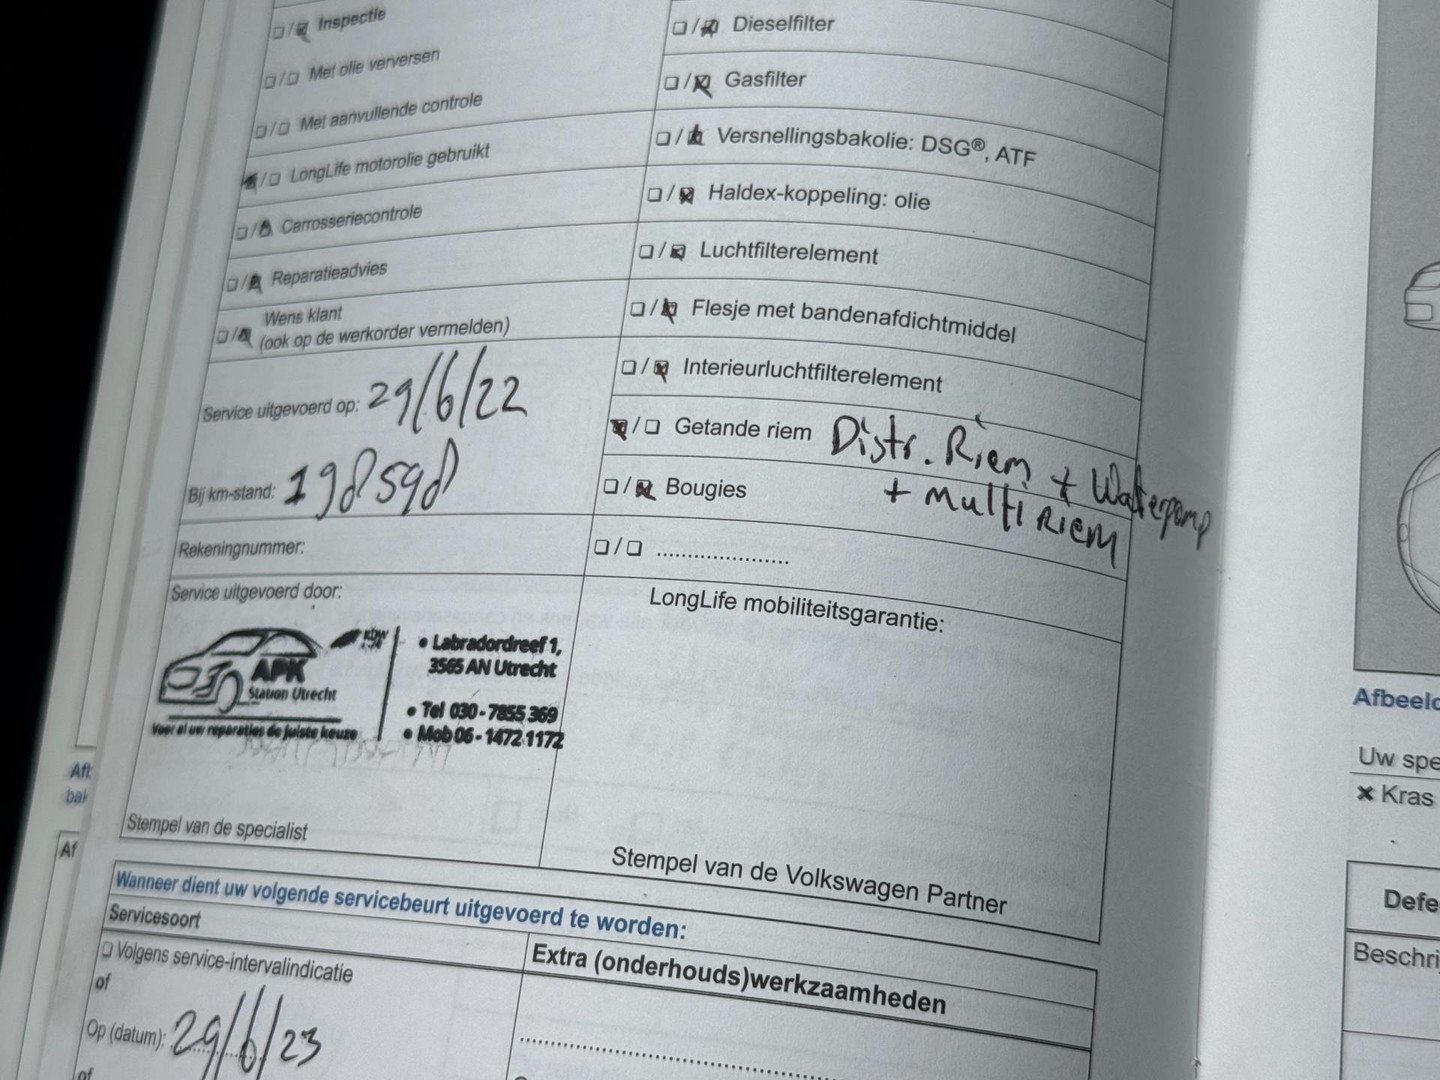 Inspectie
Met olie verversen
Met aanvullende controle
LongLife motorolie gebruikt
Carrosseriecontrole
Reparatieadvies
Wens klant
(ook op de werkorder vermelden)
Service uitgevoerd op: 29/6/22
Bij km-stand: 198598
Rekeningnummer:
Service uitgevoerd door:
APK
Station Utrecht
Voor al uw reparaties de juiste keuze
• Labradordreef 1,
3565 AN Utrecht
• Tel 030-7855 369
• Mob 06-1472 1172
Stempel van de specialist
Dieselfilter
Gasfilter
Versnellingsbakolie: DSG®, ATF
Haldex-koppeling: olie
Luchtfilterelement
Flesje met bandenafdichtmiddel
Interieurluchtfilterelement
Getande riem Distr. Riem + Waterpomp
+ Multi Riem
Bougies
....................
LongLife mobiliteitsgarantie:
Stempel van de Volkswagen Partner
Wanneer dient uw volgende servicebeurt uitgevoerd te worden:
Servicesoort
Volgens service-intervalindicatie
of
Op (datum): 29/6/23
of
Extra (onderhouds)werkzaamheden
Afb
bak
Af
Afbeeld
Uw spe
× Kras
Defe
Beschri